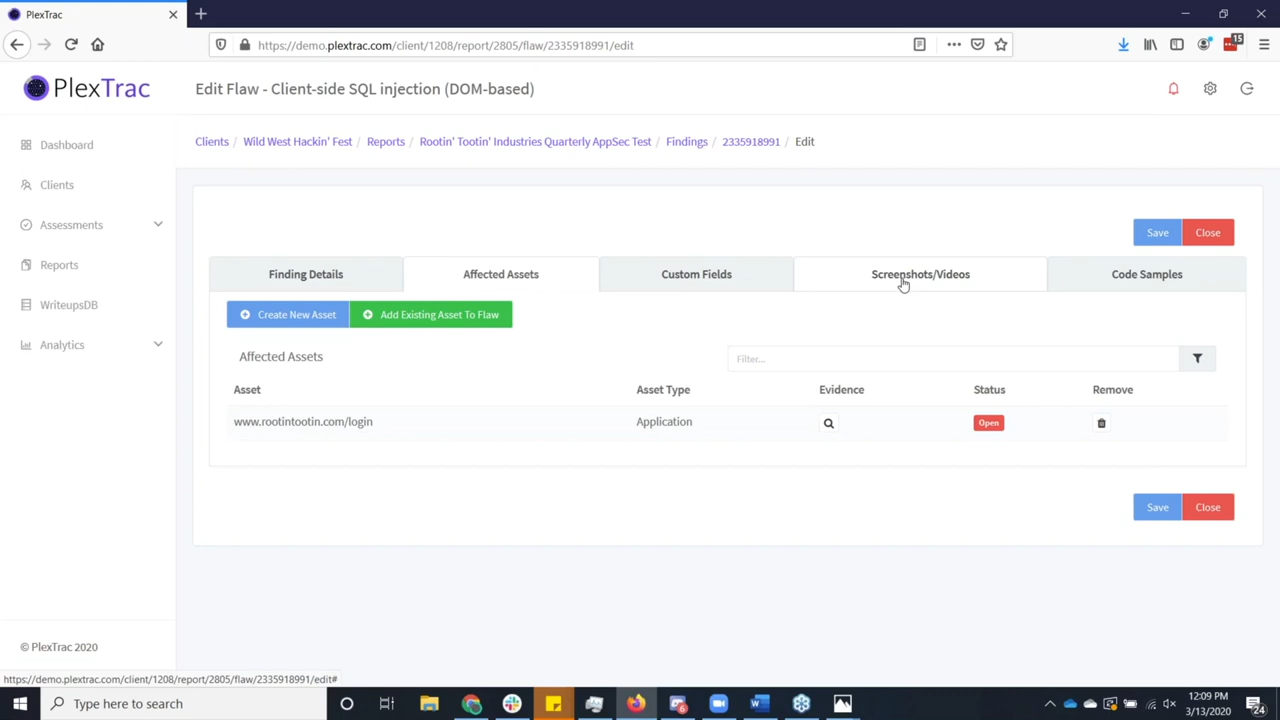 PlexTrac
https://demo.plextrac.com/client/1208/report/2805/flaw/2335918991/edit
15
PlexTrac
Edit Flaw - Client-side SQL injection (DOM-based)
Dashboard
Clients / Wild West Hackin' Fest / Reports / Rootin' Tootin' Industries Quarterly AppSec Test / Findings / 2335918991 / Edit
Clients
Assessments
Reports
WriteupsDB
Analytics
Save Close
Finding Details Affected Assets Custom Fields Screenshots/Videos Code Samples
Create New Asset Add Existing Asset To Flaw
Affected Assets Filter...
Asset Asset Type Evidence Status Remove
www.rootintootin.com/login Application Open
Save Close
© PlexTrac 2020
https://demo.plextrac.com/client/1208/report/2805/flaw/2335918991/edit#
Type here to search
12:09 PM
3/13/2020
24